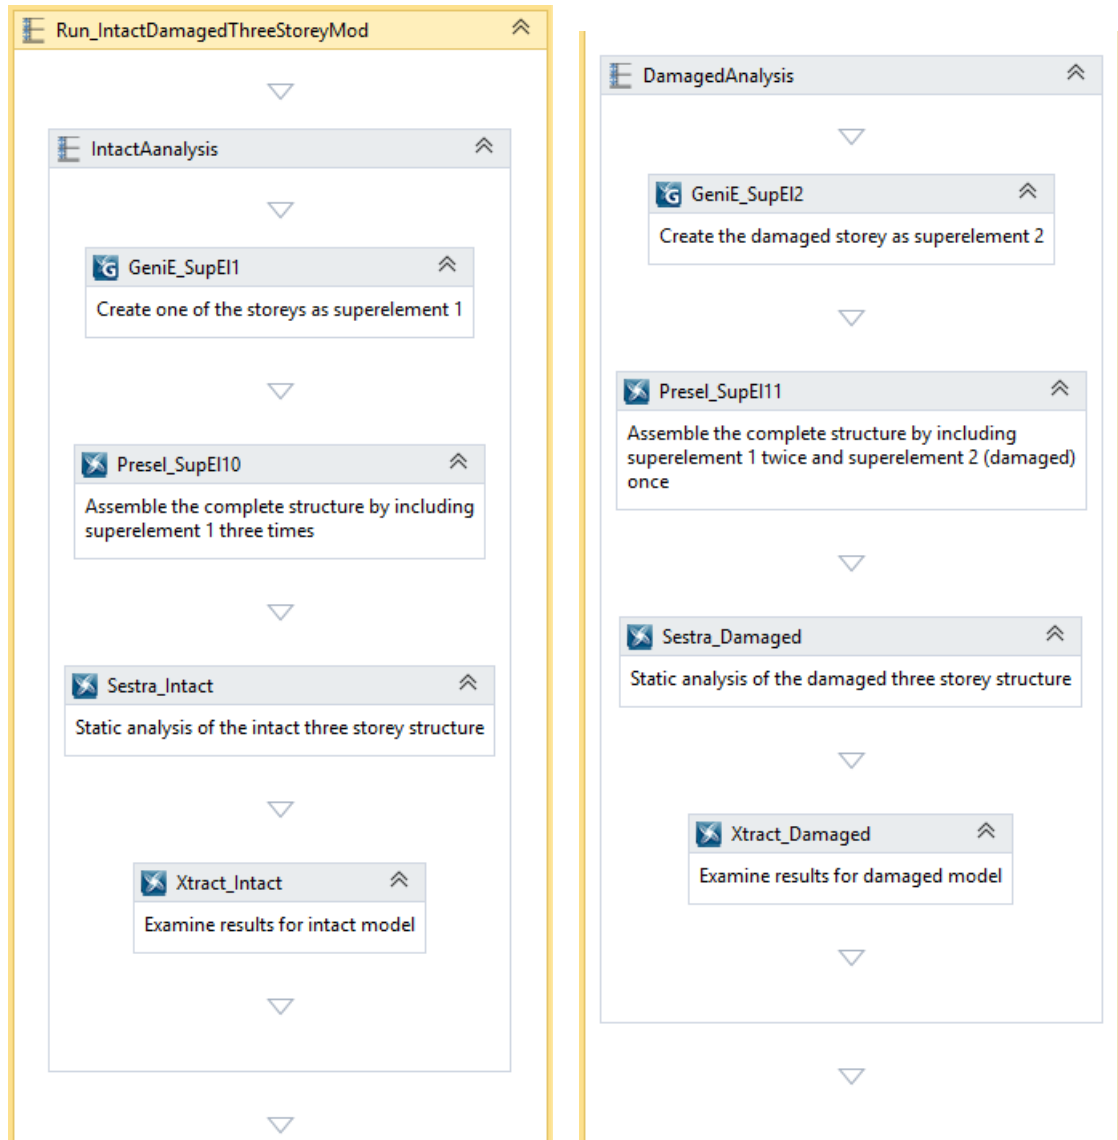 Run_IntactDamagedThreeStoreyMod
IntactAanalysis
GeniE_SupEl1
Create one of the storeys as superelement 1
Presel_SupEl10
Assemble the complete structure by including
superelement 1 three times
Sestra_Intact
Static analysis of the intact three storey structure
Xtract_Intact
Examine results for intact model
DamagedAnalysis
GeniE_SupEl2
Create the damaged storey as superelement 2
Presel_SupEl11
Assemble the complete structure by including
superelement 1 twice and superelement 2 (damaged)
once
Sestra_Damaged
Static analysis of the damaged three storey structure
Xtract_Damaged
Examine results for damaged model